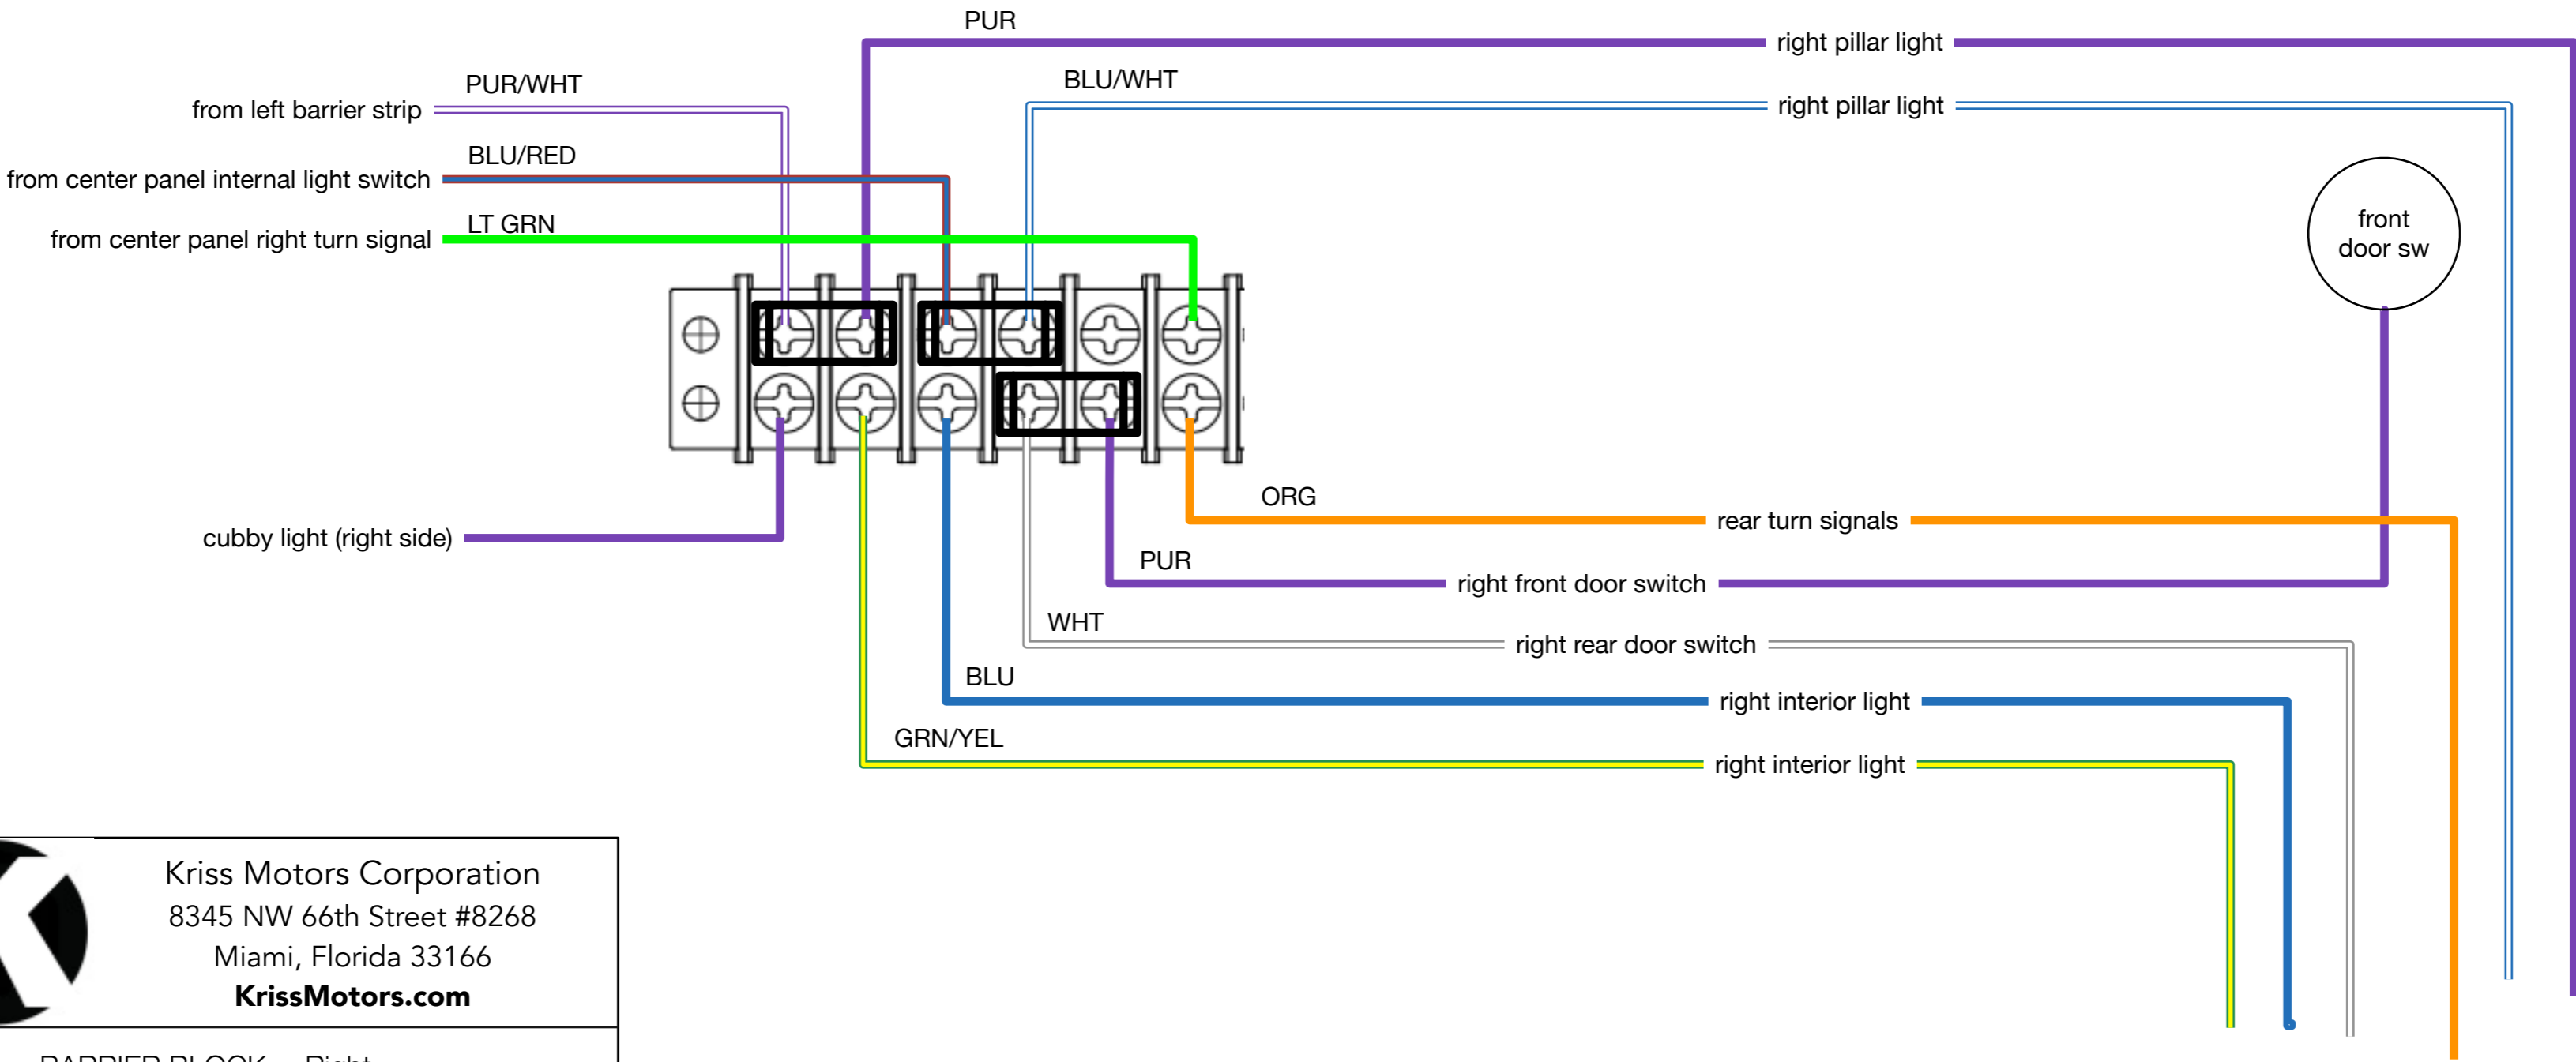 PUR
right pillar light
PUR/WHT
BLU/WHT
from left barrier strip
right pillar light
BLU/RED
from center panel internal light switch
LT GRN
from center panel right turn signal
front
door sw
ORG
rear turn signals
cubby light (right side)
PUR
right front door switch
WHT
right rear door switch
BLU
right interior light
GRN/YEL
right interior light
Kriss Motors Corporation
8345 NW 66th Street #8268
Miami, Florida 33166
KrissMotors.com
BARRIER BLOCK - Right